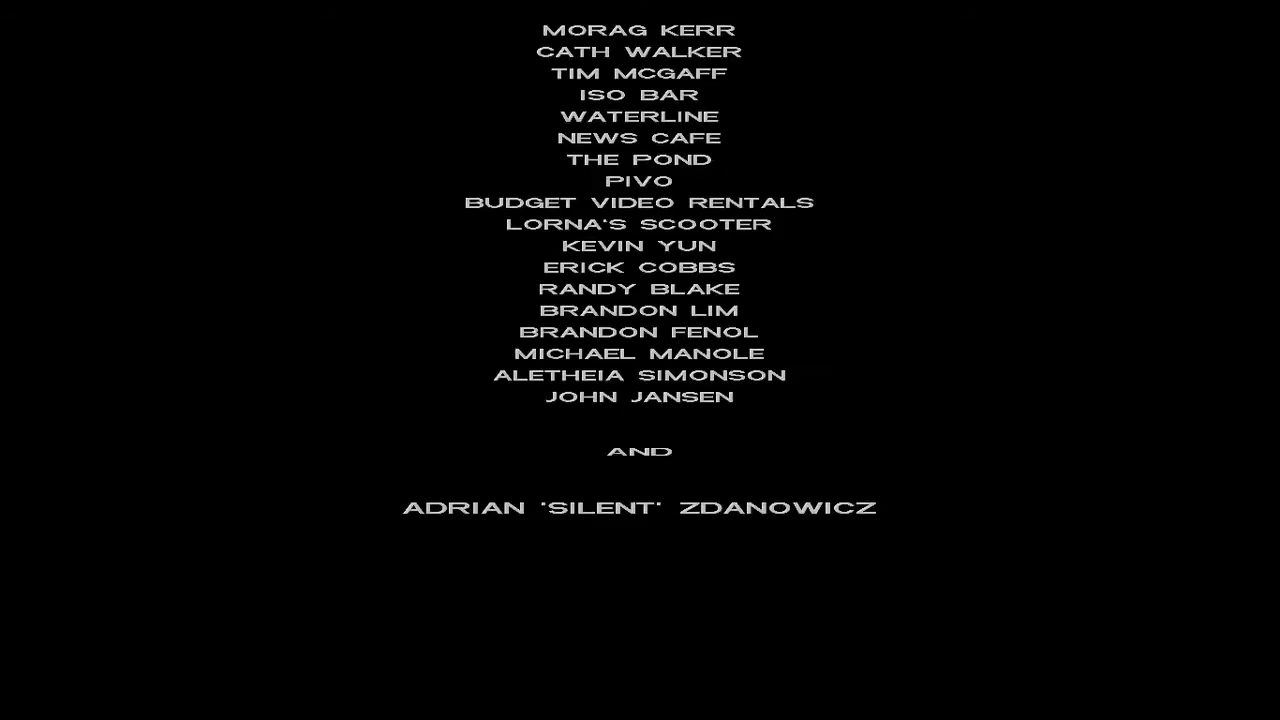 MORAG KERR
CATH WALKER
TIM MCGAFF
ISO BAR
WATERLINE
NEWS CAFE
THE POND
PIVO
BUDGET VIDEO RENTALS
LORNA'S SCOOTER
KEVIN YUN
ERICK COBBS
RANDY BLAKE
BRANDON LIM
BRANDON FENOL
MICHAEL MANOLE
ALETHEIA SIMONSON
JOHN JANSEN
AND
ADRIAN 'SILENT' ZDANOWICZ